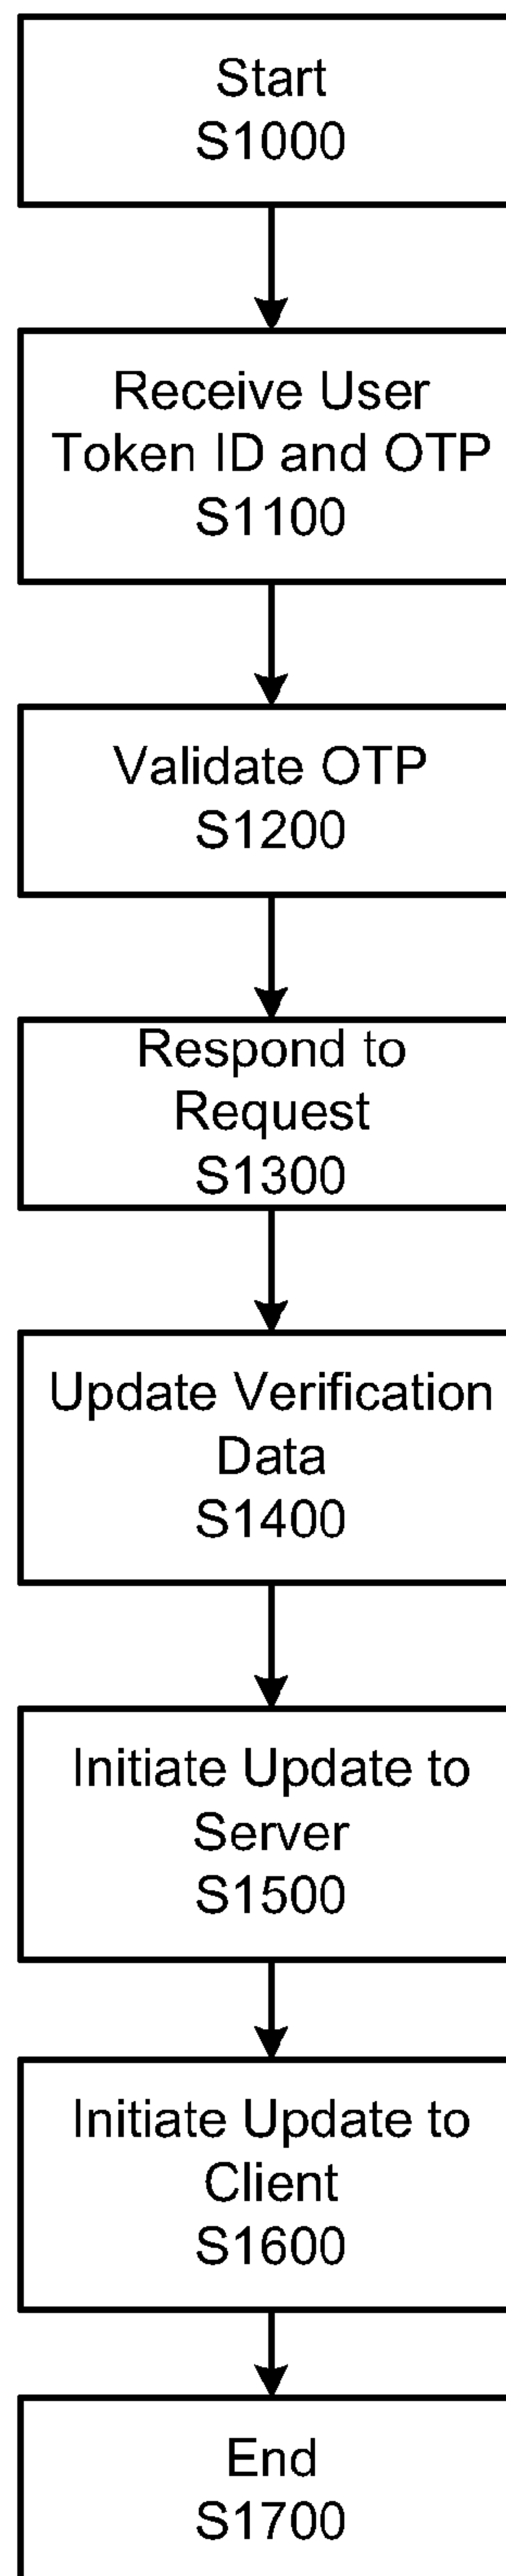 Start
S1000
Receive User
Token ID and OTP
S1100
Validate OTP
S1200
Respond to
Request
S1300
Update Verification
Data
S1400
Initiate Update to
Server
S1500
Initiate Update to
Client
S1600
End
S1700